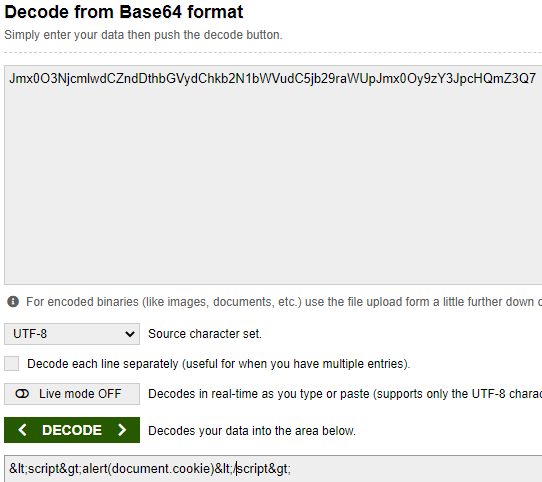 Decode from Base64 format
Simply enter your data then push the decode button.
Jmx0O3NjcmlwdCZndDthbGVydChkb2N1bWVudC5jb29raWUpJmx0Oy9zY3JpcHQmZ3Q7
For encoded binaries (like images, documents, etc.) use the file upload form a little further down
UTF-8 Source character set.
Decode each line separately (useful for when you have multiple entries).
Live mode OFF Decodes in real-time as you type or paste (supports only the UTF-8 charac
DECODE Decodes your data into the area below.
&lt;script&gt;alert(document.cookie)&lt;/script&gt;